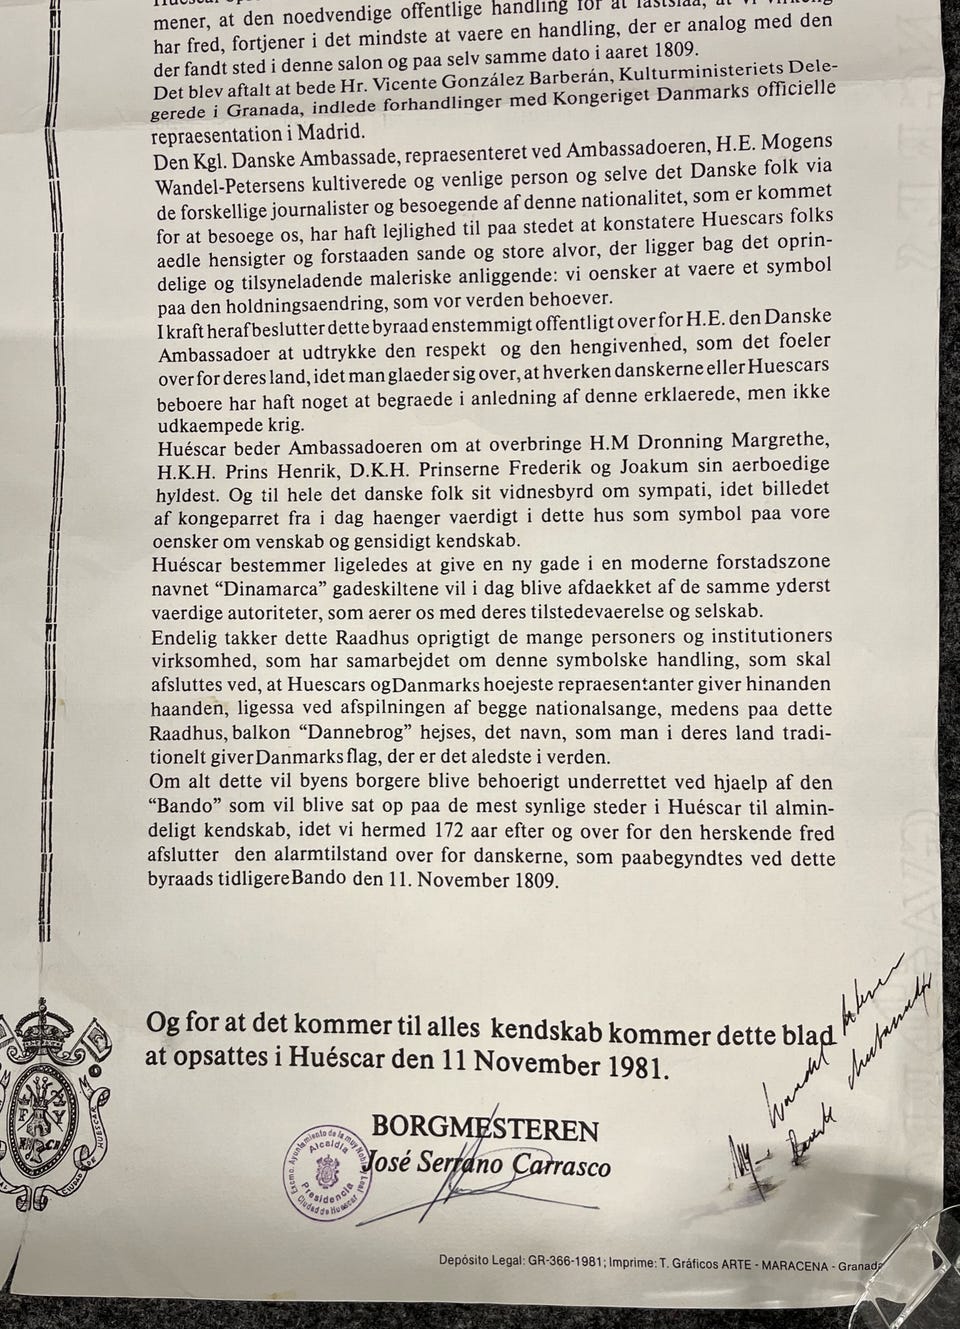 mener, at den noedvendige offentlige handling for at fastslaa, at vi virkelig
har fred, fortjener i det mindste at vaere en handling, der er analog med den
der fandt sted i denne salon og paa selv samme dato i aaret 1809.
Det blev aftalt at bede Hr. Vicente González Barberán, Kulturministeriets Dele-
gerede i Granada, indlede forhandlinger med Kongeriget Danmarks officielle
repraesentation i Madrid.
Den Kgl. Danske Ambassade, repraesenteret ved Ambassadoeren, H.E. Mogens
Wandel-Petersens kultiverede og venlige person og selve det Danske folk via
de forskellige journalister og besoegende af denne nationalitet, som er kommet
for at besoege os, har haft lejlighed til paa stedet at konstatere Huescars folks
aedle hensigter og forstaaden sande og store alvor, der ligger bag det oprin-
delige og tilsyneladende maleriske anliggende: vi oensker at vaere et symbol
paa den holdningsaendring, som vor verden behoever.
I kraft heraf beslutter dette byraad enstemmigt offentligt over for H.E. den Danske
Ambassadoer at udtrykke den respekt og den hengivenhed, som det foeler
over for deres land, idet man glaeder sig over, at hverken danskerne eller Huescars
beboere har haft noget at begraede i anledning af denne erklaerede, men ikke
udkaempede krig.
Huéscar beder Ambassadoeren om at overbringe H.M Dronning Margrethe,
H.K.H. Prins Henrik, D.K.H. Prinserne Frederik og Joakum sin aerboedige
hyldest. Og til hele det danske folk sit vidnesbyrd om sympati, idet billedet
af kongeparret fra i dag haenger vaerdigt i dette hus som symbol paa vore
oensker om venskab og gensidigt kendskab.
Huéscar bestemmer ligeledes at give en ny gade i en moderne forstadszone
navnet “Dinamarca” gadeskiltene vil i dag blive afdaekket af de samme yderst
vaerdige autoriteter, som aerer os med deres tilstedevaerelse og selskab.
Endelig takker dette Raadhus oprigtigt de mange personers og institutioners
virksomhed, som har samarbejdet om denne symbolske handling, som skal
afsluttes ved, at Huescars og Danmarks hoejeste repraesentanter giver hinanden
haanden, ligessa ved afspilningen af begge nationalsange, medens paa dette
Raadhus, balkon “Dannebrog” hejses, det navn, som man i deres land tradi-
tionelt giver Danmarks flag, der er det aledste i verden.
Om alt dette vil byens borgere blive behoerigt underrettet ved hjaelp af den
“Bando” som vil blive sat op paa de mest synlige steder i Huéscar til almin-
deligt kendskab, idet vi hermed 172 aar efter og over for den herskende fred
afslutter den alarmtilstand over for danskerne, som paabegyndtes ved dette
byraads tidligere Bando den 11. November 1809.
Og for at det kommer til alles kendskab kommer dette blad
at opsattes i Huéscar den 11 November 1981.
BORGMESTEREN
José Serrano Carrasco
Excmo. Ayuntamiento de la muy Noble y Leal
Ciudad de Huescar
Alcaldía
Presidencia
Wandel
Depósito Legal: GR-366-1981; Imprime: T. Gráficos ARTE - MARACENA - Granada